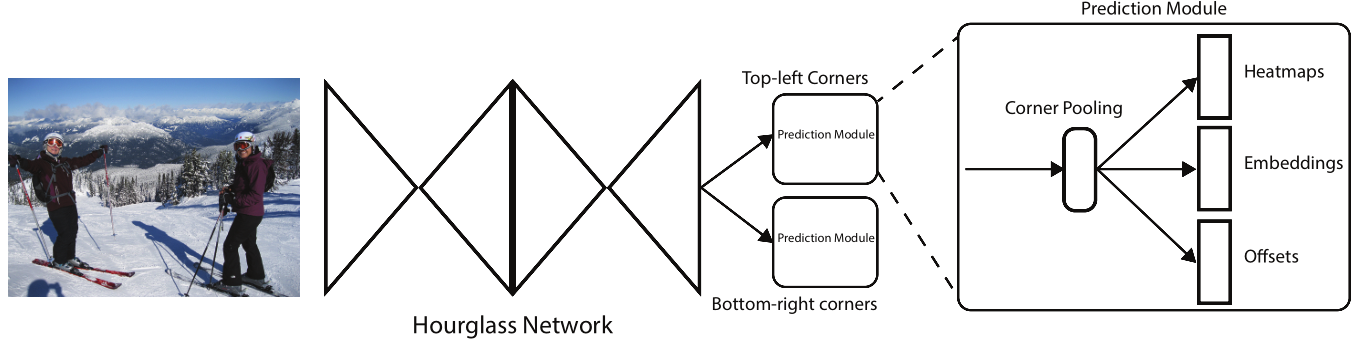 Prediction Module
Top-left Corners
Prediction Module
Prediction Module
Bottom-right corners
Hourglass Network
Corner Pooling
Heatmaps
Embeddings
Offsets